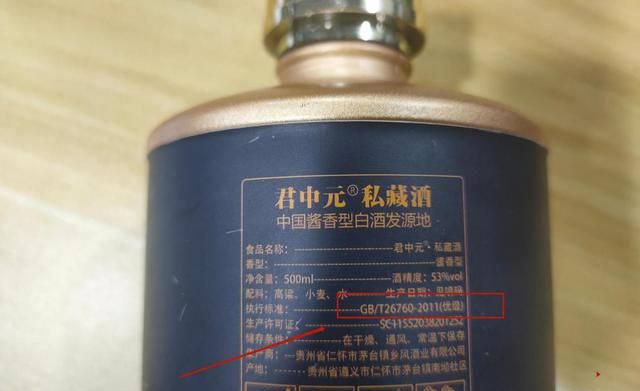 君中元®私藏酒
中国酱香型白酒发源地
食品名称：君中元®私藏酒
香型：酱香型
净含量：500ml 酒精度：53%vol
配料：高粱、小麦、水 生产日期：见喷码
执行标准：GB/T26760-2011(优级)
生产许可证：SC11552038201252
储存条件：在干燥、通风、常温下保存
生产商：贵州省仁怀市茅台镇乡风酒业有限公司
产地：贵州省遵义市仁怀市茅台镇南坳社区